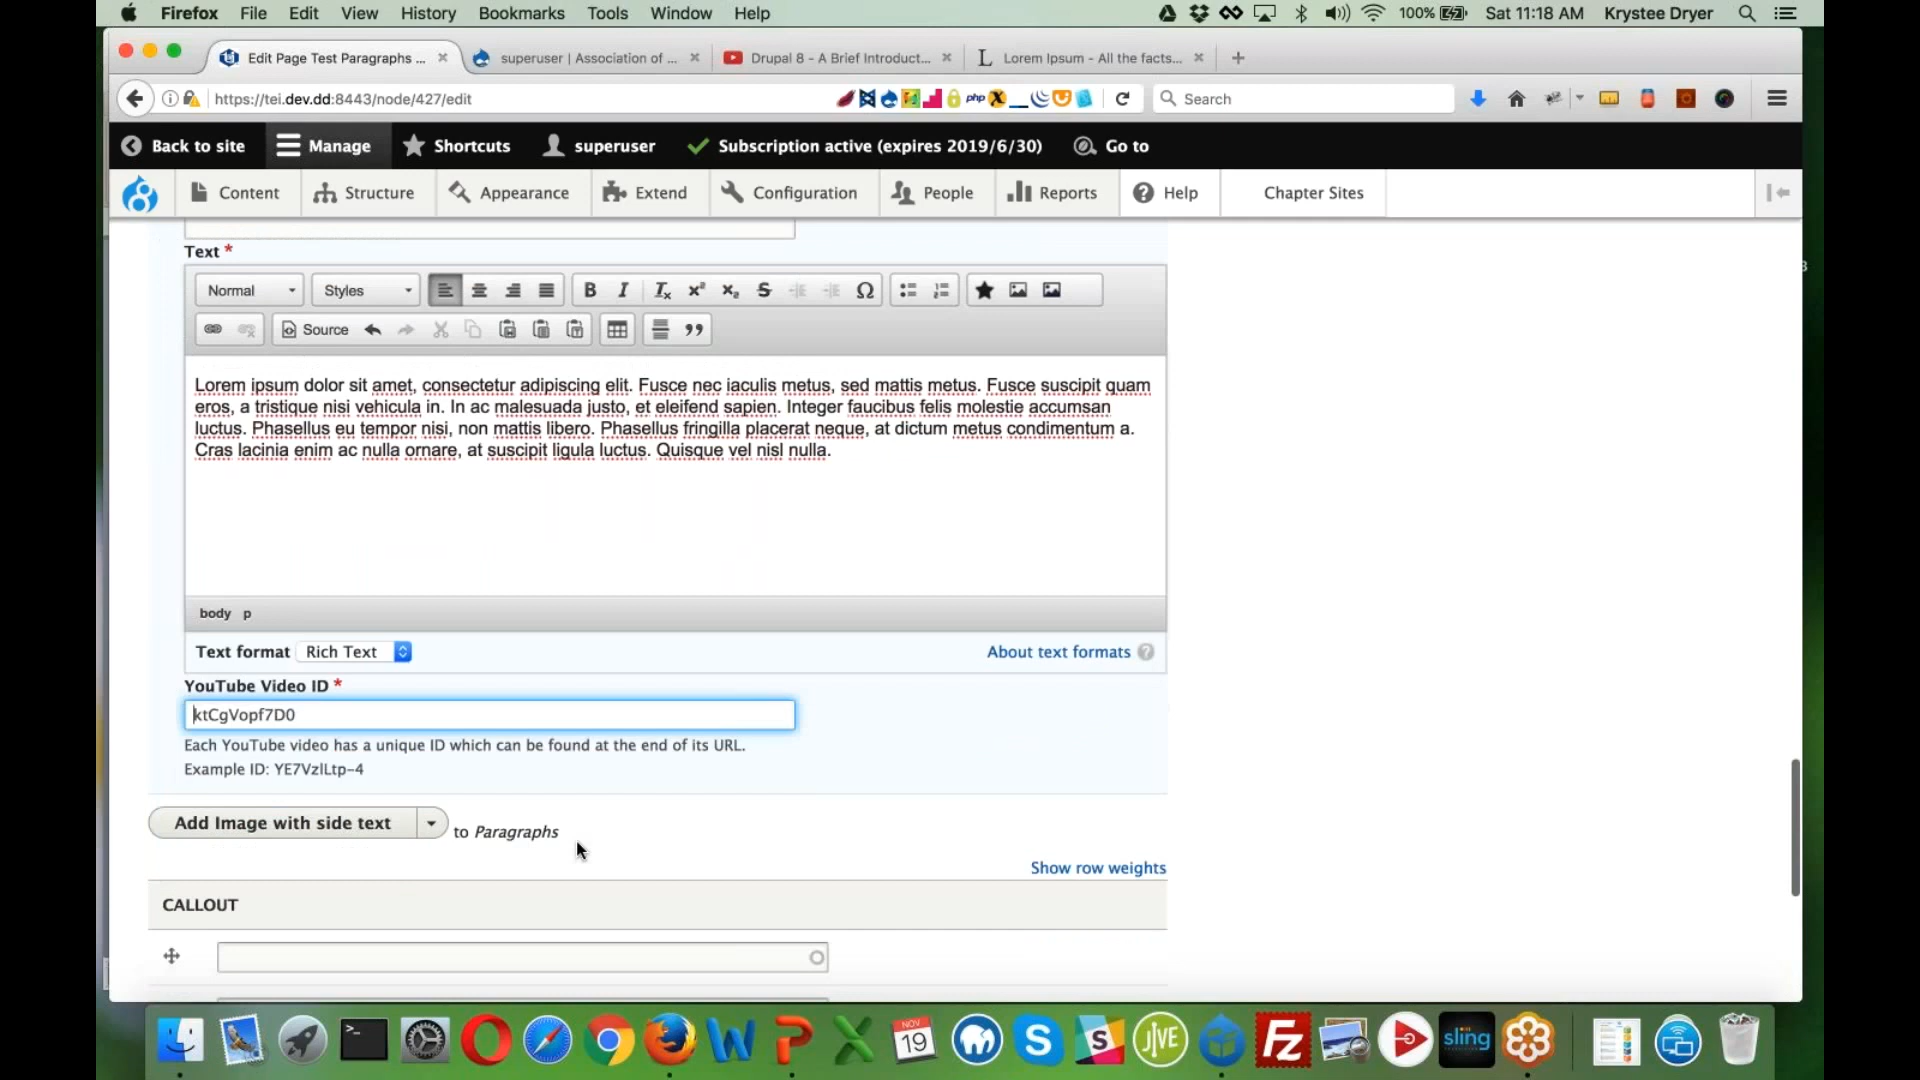 Firefox File Edit View History Bookmarks Tools Window Help 100% Sat 11:18 AM Krystee Dryer
Edit Page Test Paragraphs ... superuser | Association of ... Drupal 8 - A Brief Introduct... Lorem Ipsum - All the facts...
https://tei.dev.dd:8443/node/427/edit php Search
Back to site Manage Shortcuts superuser Subscription active (expires 2019/6/30) Go to
Content Structure Appearance Extend Configuration People Reports Help Chapter Sites
Text *
Normal Styles
Source
Lorem ipsum dolor sit amet, consectetur adipiscing elit. Fusce nec iaculis metus, sed mattis metus. Fusce suscipit quam
eros, a tristique nisi vehicula in. In ac malesuada justo, et eleifend sapien. Integer faucibus felis molestie accumsan
luctus. Phasellus eu tempor nisi, non mattis libero. Phasellus fringilla placerat neque, at dictum metus condimentum a.
Cras lacinia enim ac nulla ornare, at suscipit ligula luctus. Quisque vel nisl nulla.
body p
Text format Rich Text About text formats
YouTube Video ID *
ktCgVopf7D0
Each YouTube video has a unique ID which can be found at the end of its URL.
Example ID: YE7VzlLtp-4
Add Image with side text to Paragraphs
Show row weights
CALLOUT
NOV
19
JIVE
sling